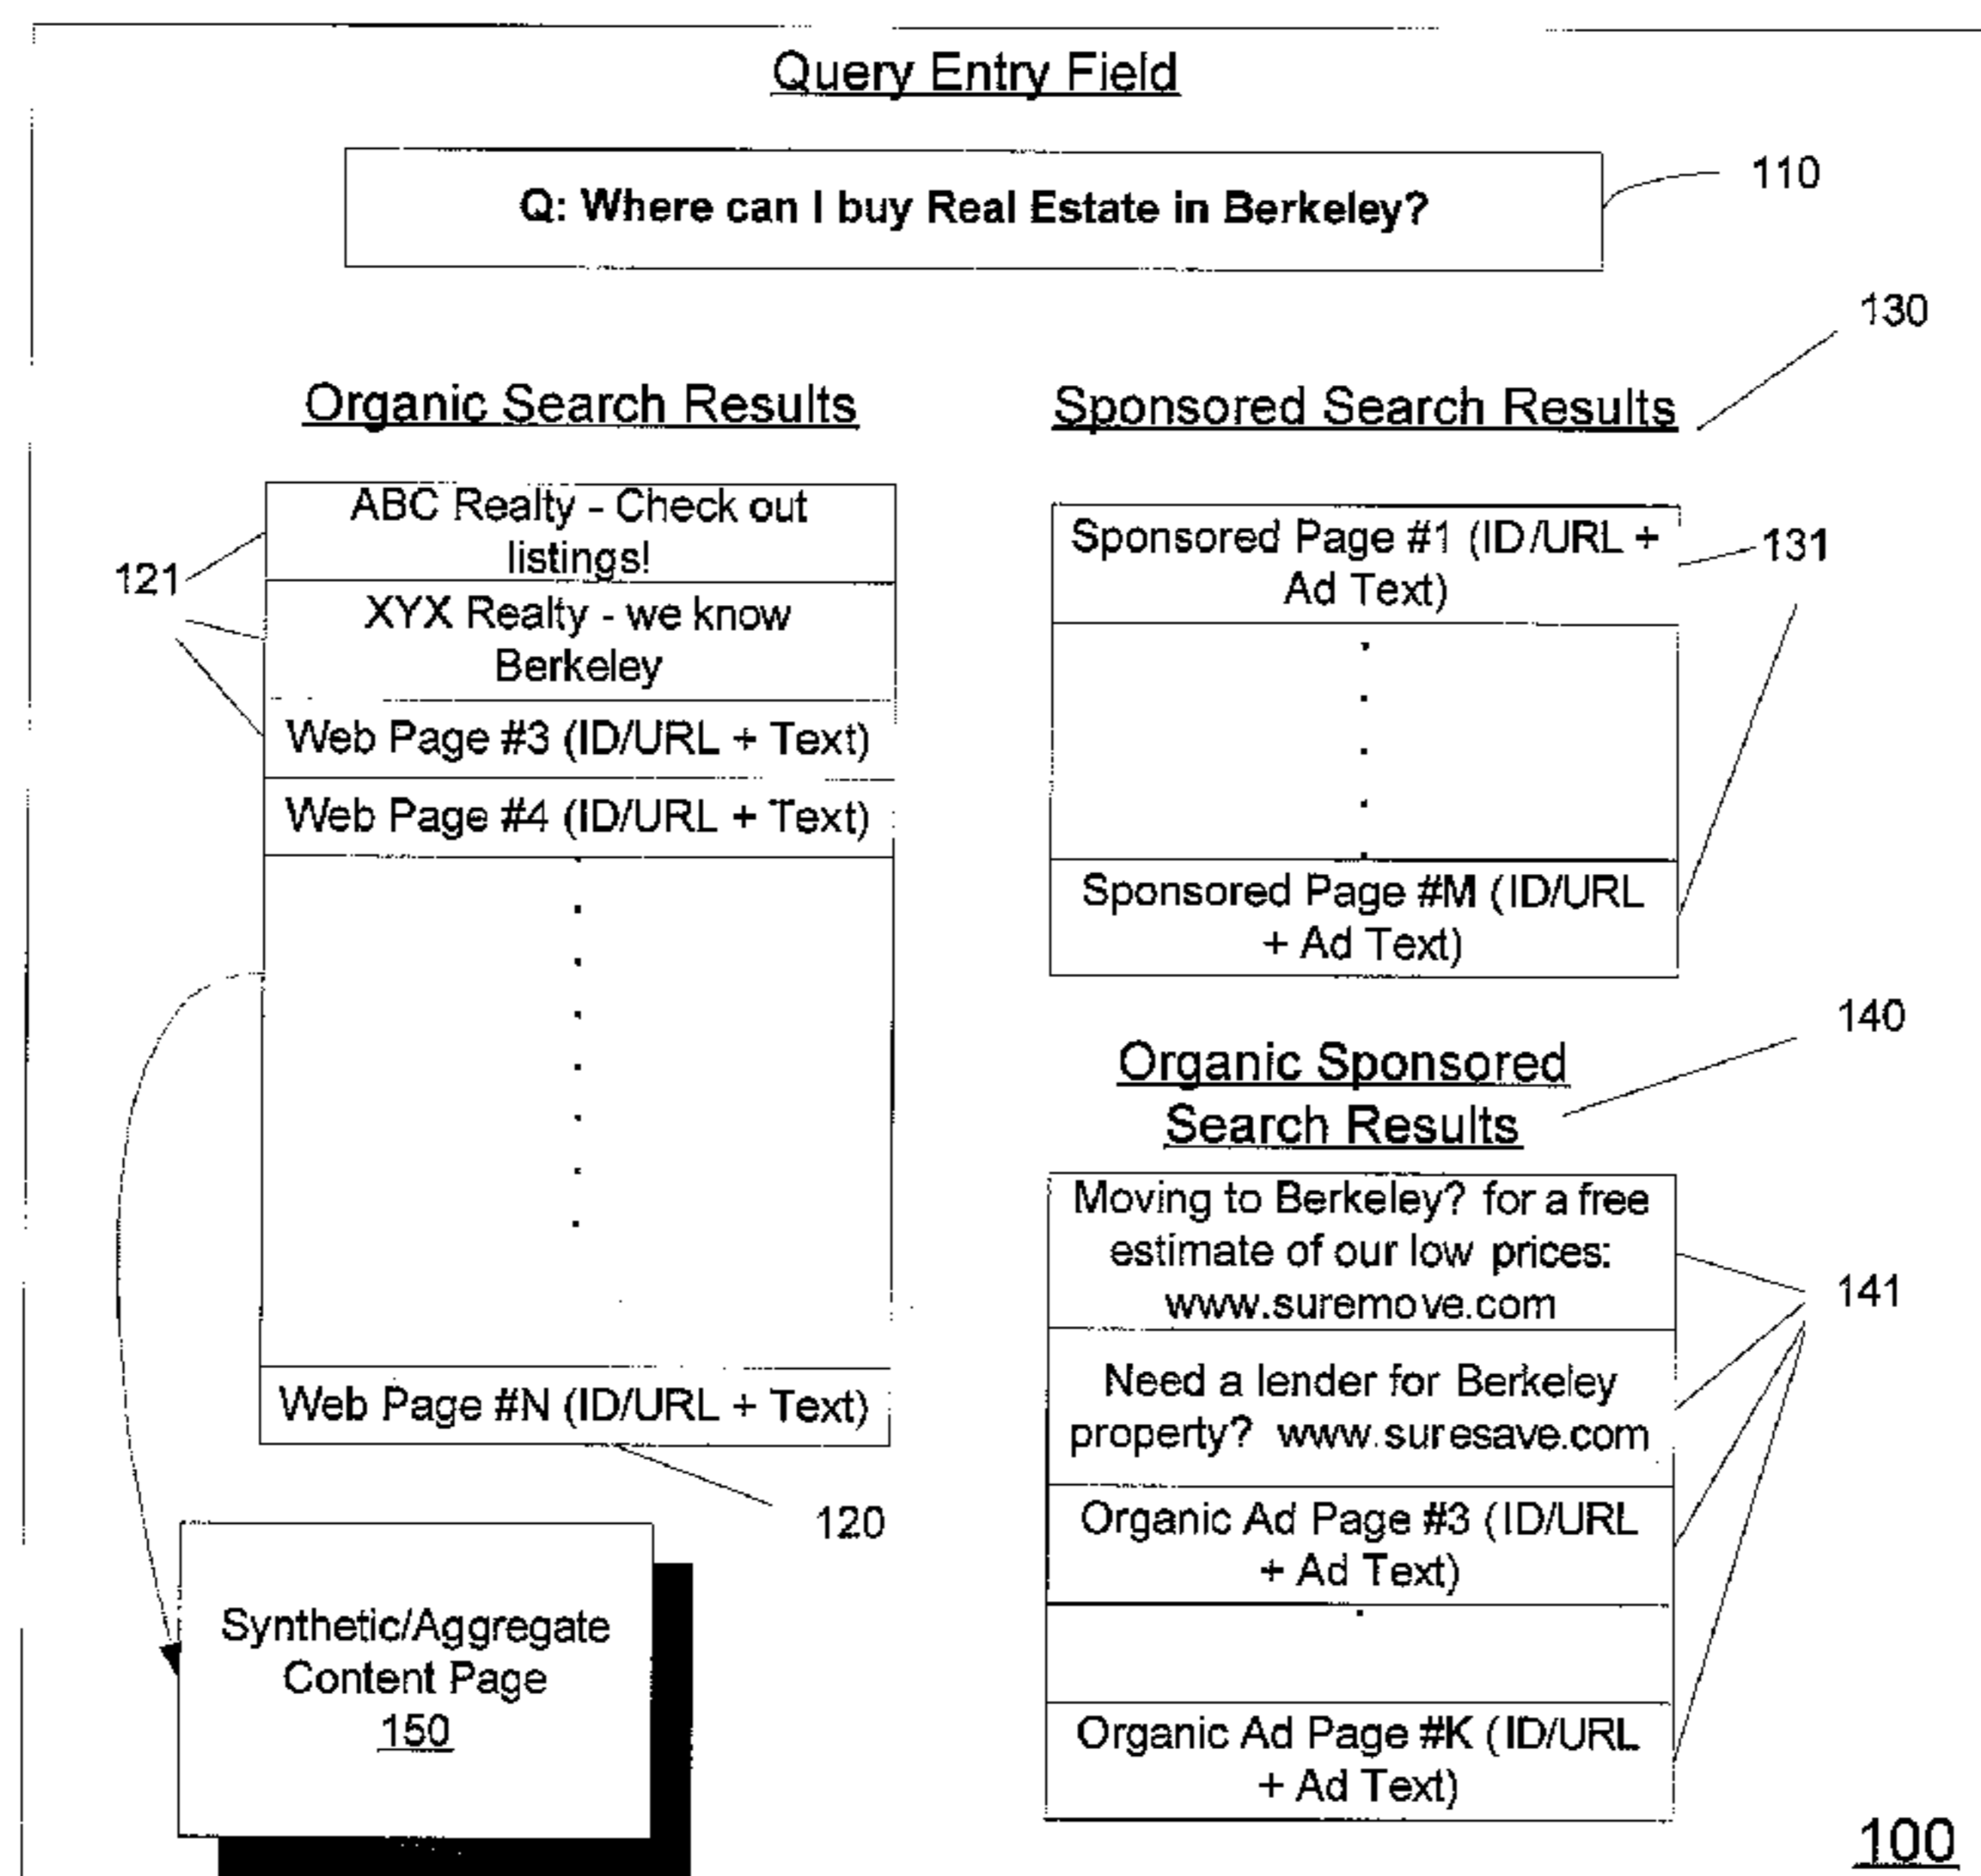 Query Entry Field
Q: Where can I buy Real Estate in Berkeley?
110
130
Organic Search Results
ABC Realty - Check out
listings!
XYX Realty - we know
Berkeley
Web Page #3 (ID/URL + Text)
Web Page #4 (ID/URL + Text)
Web Page #N (ID/URL + Text)
121
120
Synthetic/Aggregate
Content Page
150
Sponsored Search Results
Sponsored Page #1 (ID/URL +
Ad Text)
131
Sponsored Page #M (ID/URL
+ Ad Text)
140
Organic Sponsored
Search Results
Moving to Berkeley? for a free
estimate of our low prices:
www.suremove.com
141
Need a lender for Berkeley
property? www.suresave.com
Organic Ad Page #3 (ID/URL
+ Ad Text)
Organic Ad Page #K (ID/URL
+ Ad Text)
100